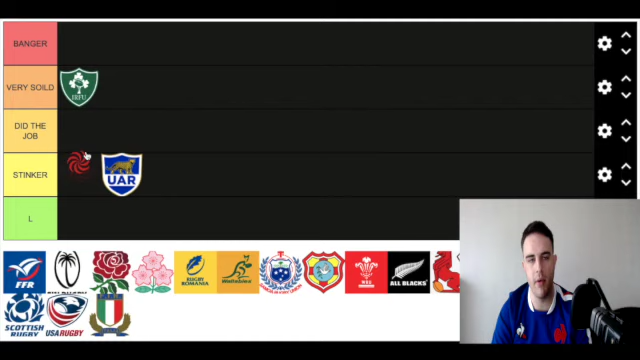 BANGER
VERY SOILD
IRFU
DID THE
JOB
STINKER
UAR
L
FFR
RUGBY
ROMANIA
Wallabies
WRU
ALL BLACKS
SCOTTISH
RUGBY
USA RUGBY